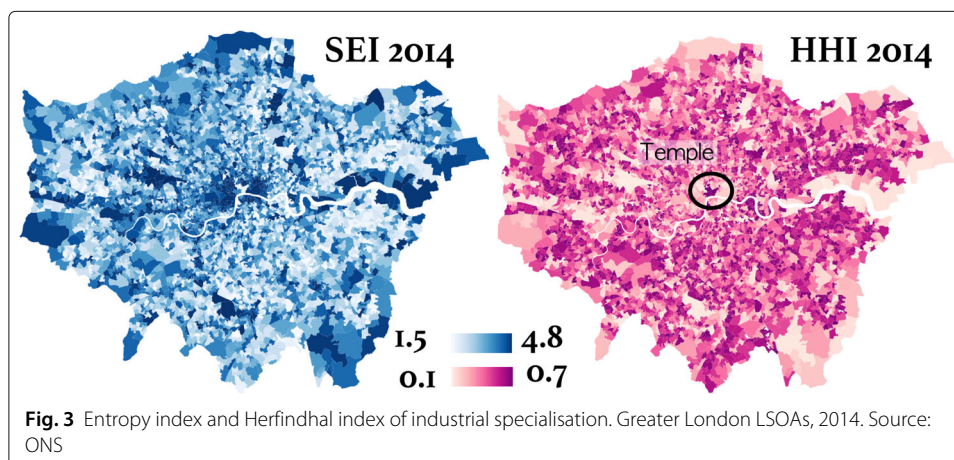 SEI 2014
HHI 2014
Temple
1.5 4.8
0.1 0.7
Fig. 3 Entropy index and Herfindhal index of industrial specialisation. Greater London LSOAs, 2014. Source:
ONS